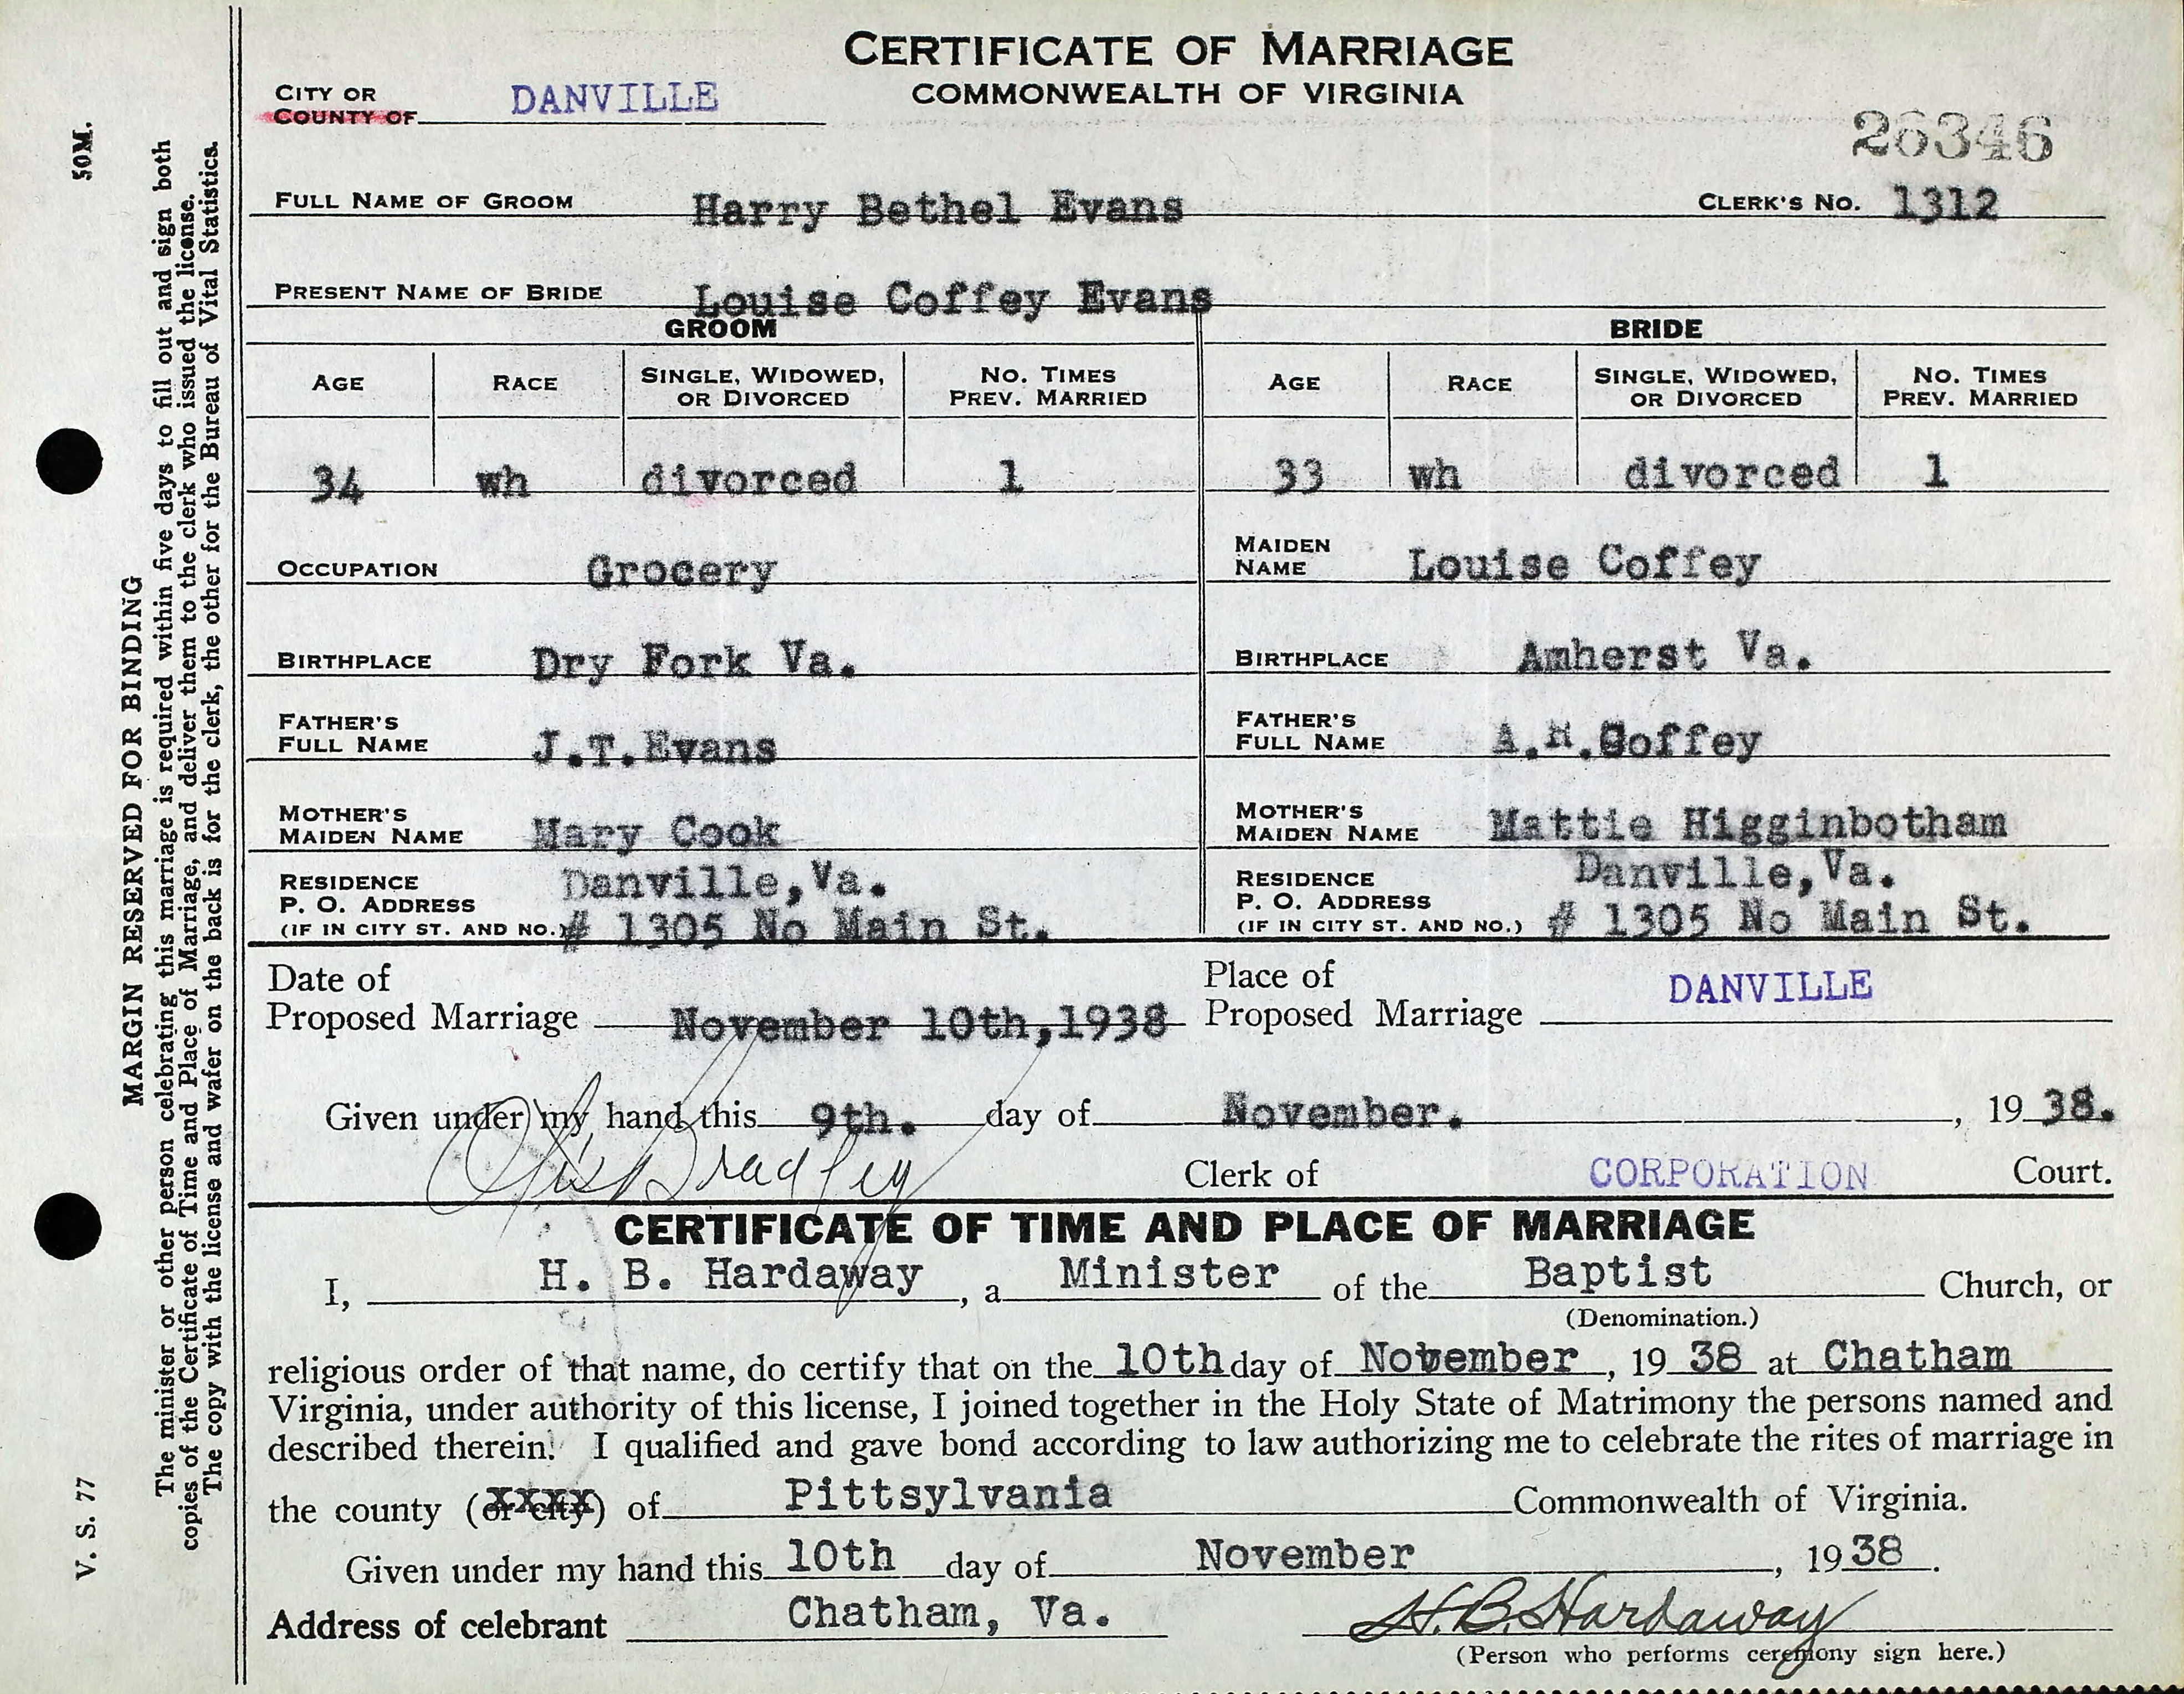 CERTIFICATE OF MARRIAGE
COMMONWEALTH OF VIRGINIA
CITY OR
COUNTY OF DANVILLE
26346
FULL NAME OF GROOM Harry Bethel Evans CLERK'S No. 1312
PRESENT NAME OF BRIDE Louise Coffey Evans
GROOM BRIDE
AGE RACE SINGLE, WIDOWED, OR DIVORCED NO. TIMES PREV. MARRIED AGE RACE SINGLE, WIDOWED, OR DIVORCED NO. TIMES PREV. MARRIED
34 wh divorced 1 33 wh divorced 1
OCCUPATION Grocery MAIDEN NAME Louise Coffey
BIRTHPLACE Dry Fork Va. BIRTHPLACE Amherst Va.
FATHER'S FULL NAME J.T.Evans FATHER'S FULL NAME A.H.Coffey
MOTHER'S MAIDEN NAME Mary Cook MOTHER'S MAIDEN NAME Mattie Higginbotham
RESIDENCE Danville,Va. RESIDENCE Danville,Va.
P. O. ADDRESS P. O. ADDRESS
(IF IN CITY ST. AND NO.) # 1305 No Main St. (IF IN CITY ST. AND NO.) # 1305 No Main St.
Date of Proposed Marriage November 10th,1938 Place of Proposed Marriage DANVILLE
Given under my hand this 9th. day of November. , 19 38.
Otis Bradley Clerk of CORPORATION Court.
CERTIFICATE OF TIME AND PLACE OF MARRIAGE
I, H. B. Hardaway , a Minister of the Baptist Church, or
(Denomination.)
religious order of that name, do certify that on the 10th day of November , 19 38 at Chatham
Virginia, under authority of this license, I joined together in the Holy State of Matrimony the persons named and
described therein. I qualified and gave bond according to law authorizing me to celebrate the rites of marriage in
the county (or city) of Pittsylvania Commonwealth of Virginia.
Given under my hand this 10th day of November , 19 38 .
Address of celebrant Chatham, Va. H.B. Hardaway
(Person who performs ceremony sign here.)
V. S. 77 50M.
MARGIN RESERVED FOR BINDING
The minister or other person celebrating this marriage is required within five days to fill out and sign both
copies of the Certificate of Time and Place of Marriage, and deliver them to the clerk who issued the license.
The copy with the license and wafer on the back is for the clerk, the other for the Bureau of Vital Statistics.